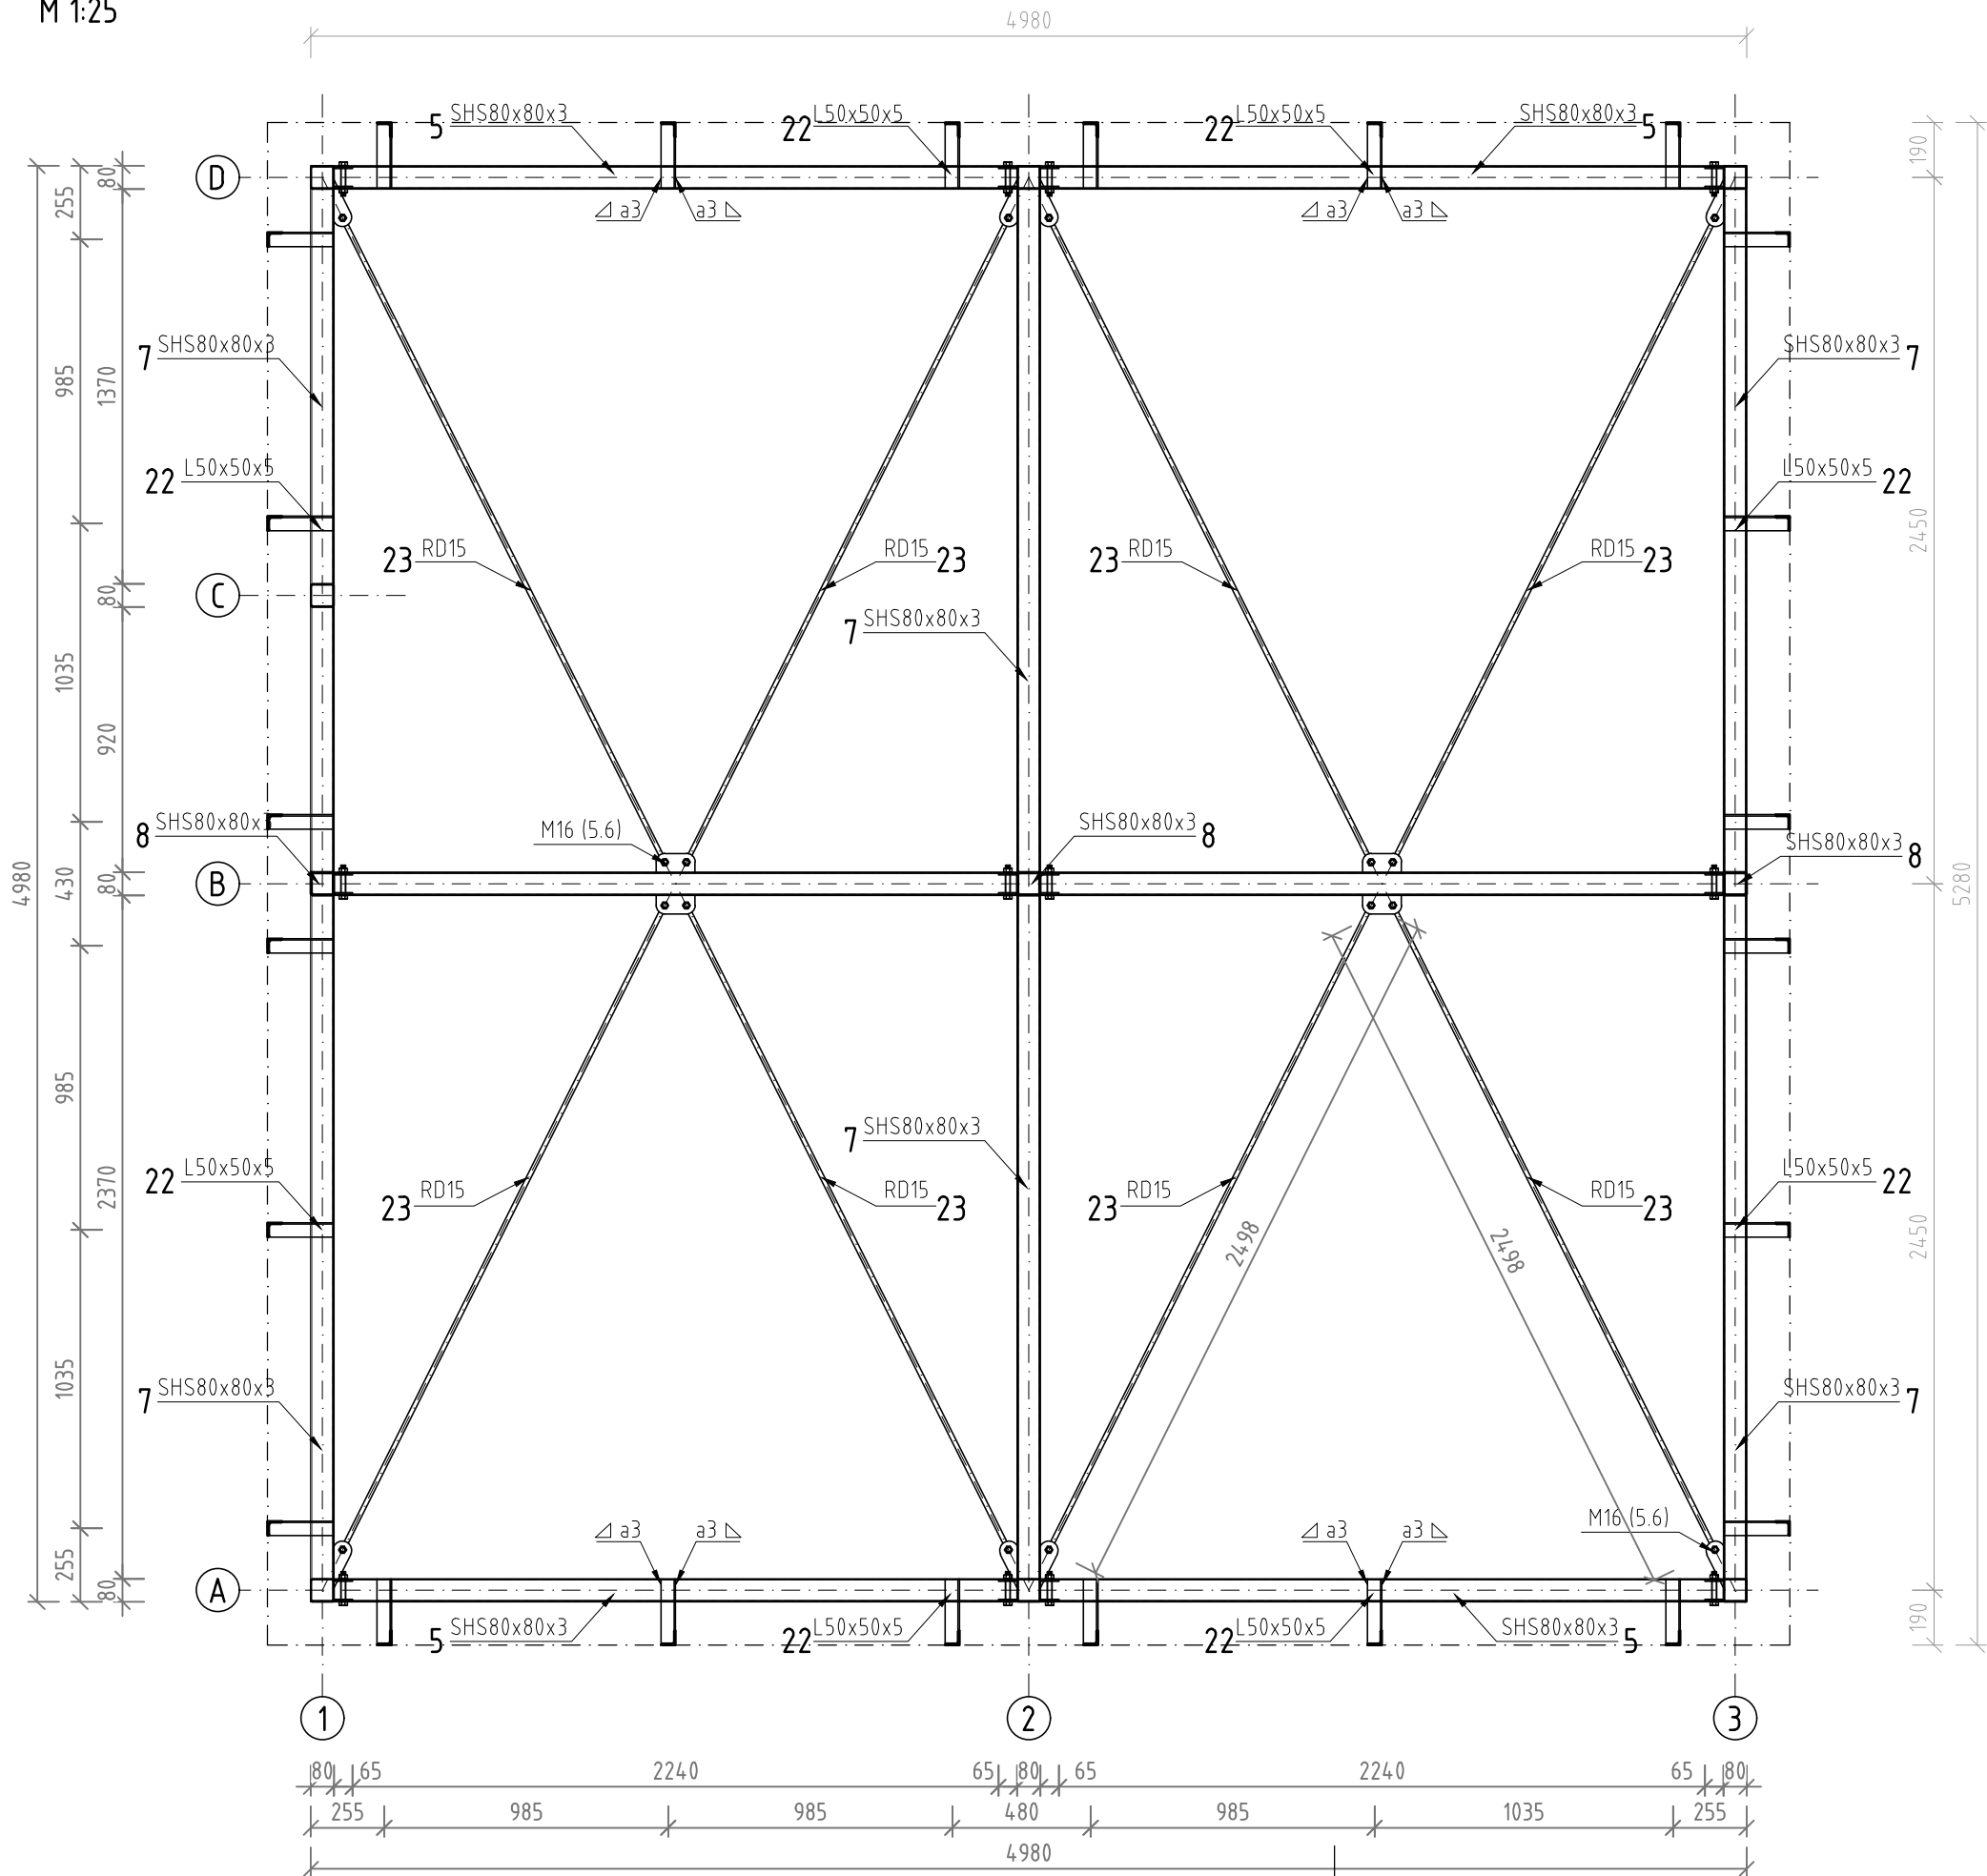 M 1:25
4980
5 SHS80x80x3
22 L50x50x5
22 L50x50x5
SHS80x80x3 5
D
80
255
190
a3 a3
a3 a3
7 SHS80x80x3
SHS80x80x3 7
985
1370
22 L50x50x5
L50x50x5 22
2450
23 RD15
RD15 23
23 RD15
RD15 23
C
80
7 SHS80x80x3
1035
920
8 SHS80x80x3
M16 (5.6)
SHS80x80x3 8
SHS80x80x3 8
B
4980
430
80
5280
985
7 SHS80x80x3
22 L50x50x5
L50x50x5 22
2370
23 RD15
RD15 23
23 RD15
RD15 23
2498
2498
2450
1035
7 SHS80x80x3
SHS80x80x3 7
a3 a3
a3 a3
M16 (5.6)
255
80
A
190
5 SHS80x80x3
22 L50x50x5
22 L50x50x5
SHS80x80x3 5
1 2 3
80 65 2240 65 80 65 2240 65 80
255 985 985 480 985 1035 255
4980